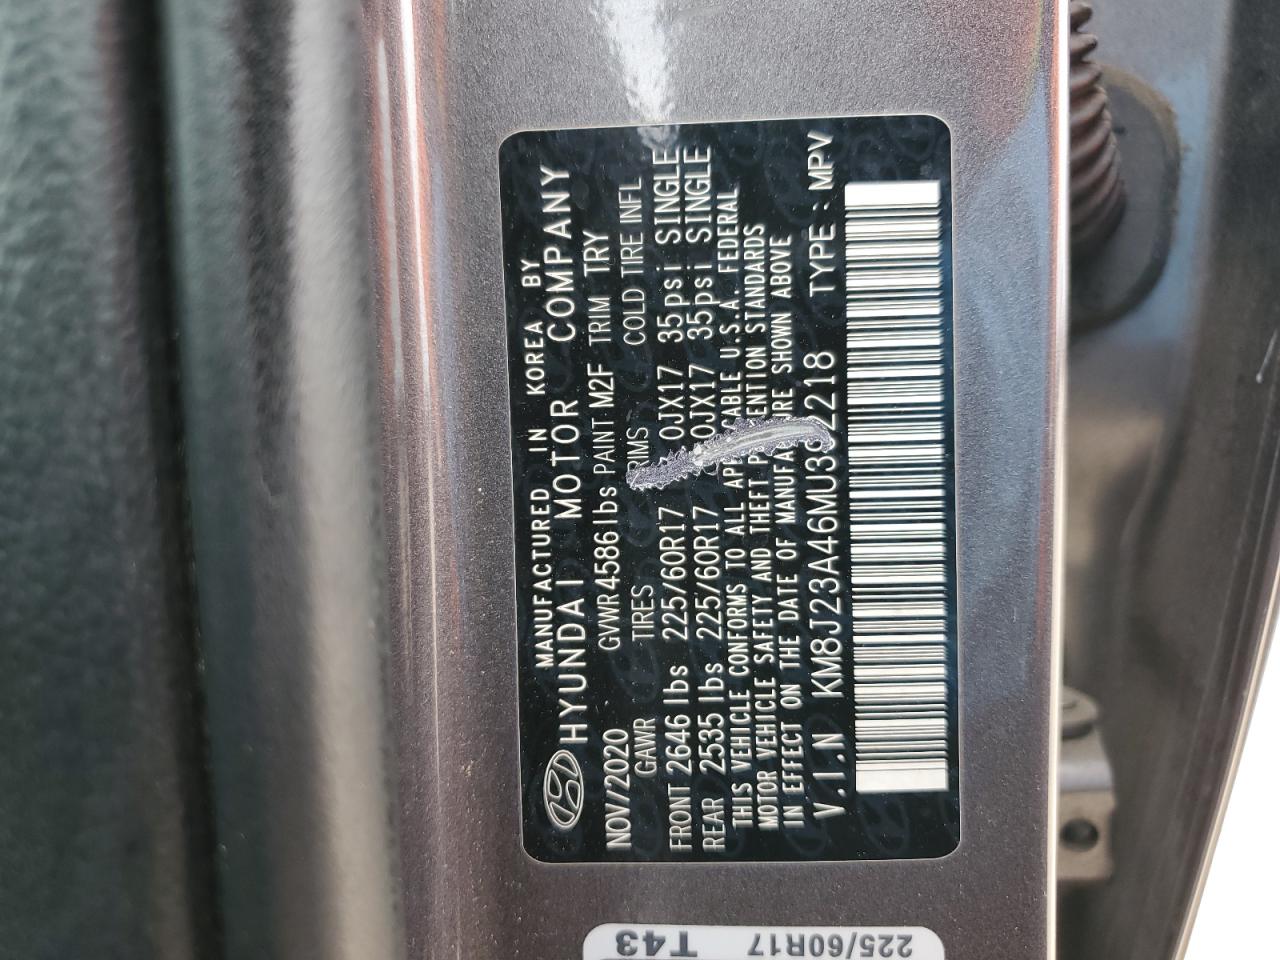 MANUFACTURED IN KOREA BY
HYUNDAI MOTOR COMPANY
NOV/2020 GVWR 4586 lbs PAINT M2F TRIM TRY
GAWR TIRES RIMS COLD TIRE INFL
FRONT 2646 lbs 225/60R17 0JX17 35psi SINGLE
REAR 2535 lbs 225/60R17 0JX17 35psi SINGLE
THIS VEHICLE CONFORMS TO ALL U.S.A. FEDERAL
MOTOR VEHICLE SAFETY AND THEFT STANDARDS
IN EFFECT ON THE DATE OF SHOWN ABOVE
V.I.N KM8J23A46MU3 2218 TYPE : MPV
T43
225/60R17